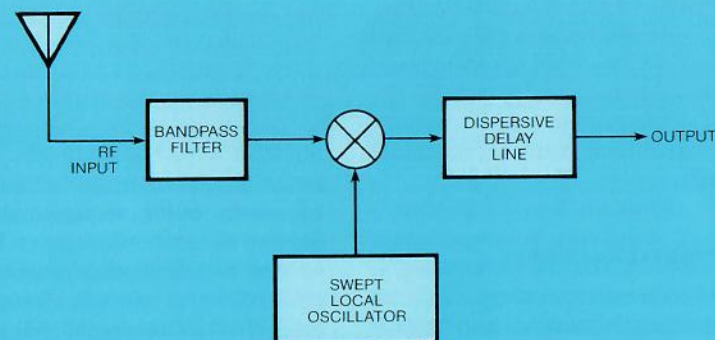 RF
INPUT
BANDPASS
FILTER
DISPERSIVE
DELAY
LINE
OUTPUT
SWEPT
LOCAL
OSCILLATOR